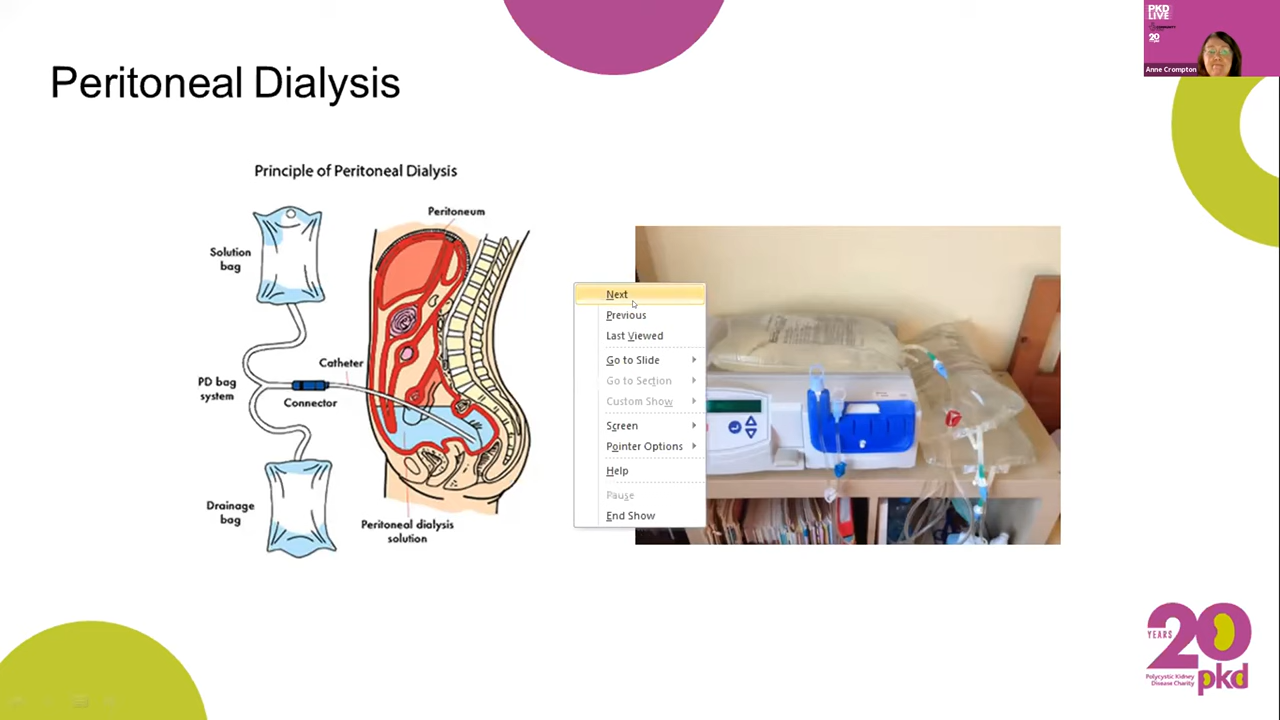 Peritoneal Dialysis
PKD
LIVE
20
Anne Crompton
Principle of Peritoneal Dialysis
Peritoneum
Solution
bag
Catheter
PD bag
system
Connector
Drainage
bag
Peritoneal dialysis
solution
Next
Previous
Last Viewed
Go to Slide
Go to Section
Custom Show
Screen
Pointer Options
Help
Pause
End Show
YEARS
20
Polycystic Kidney
Disease Charity
pkd